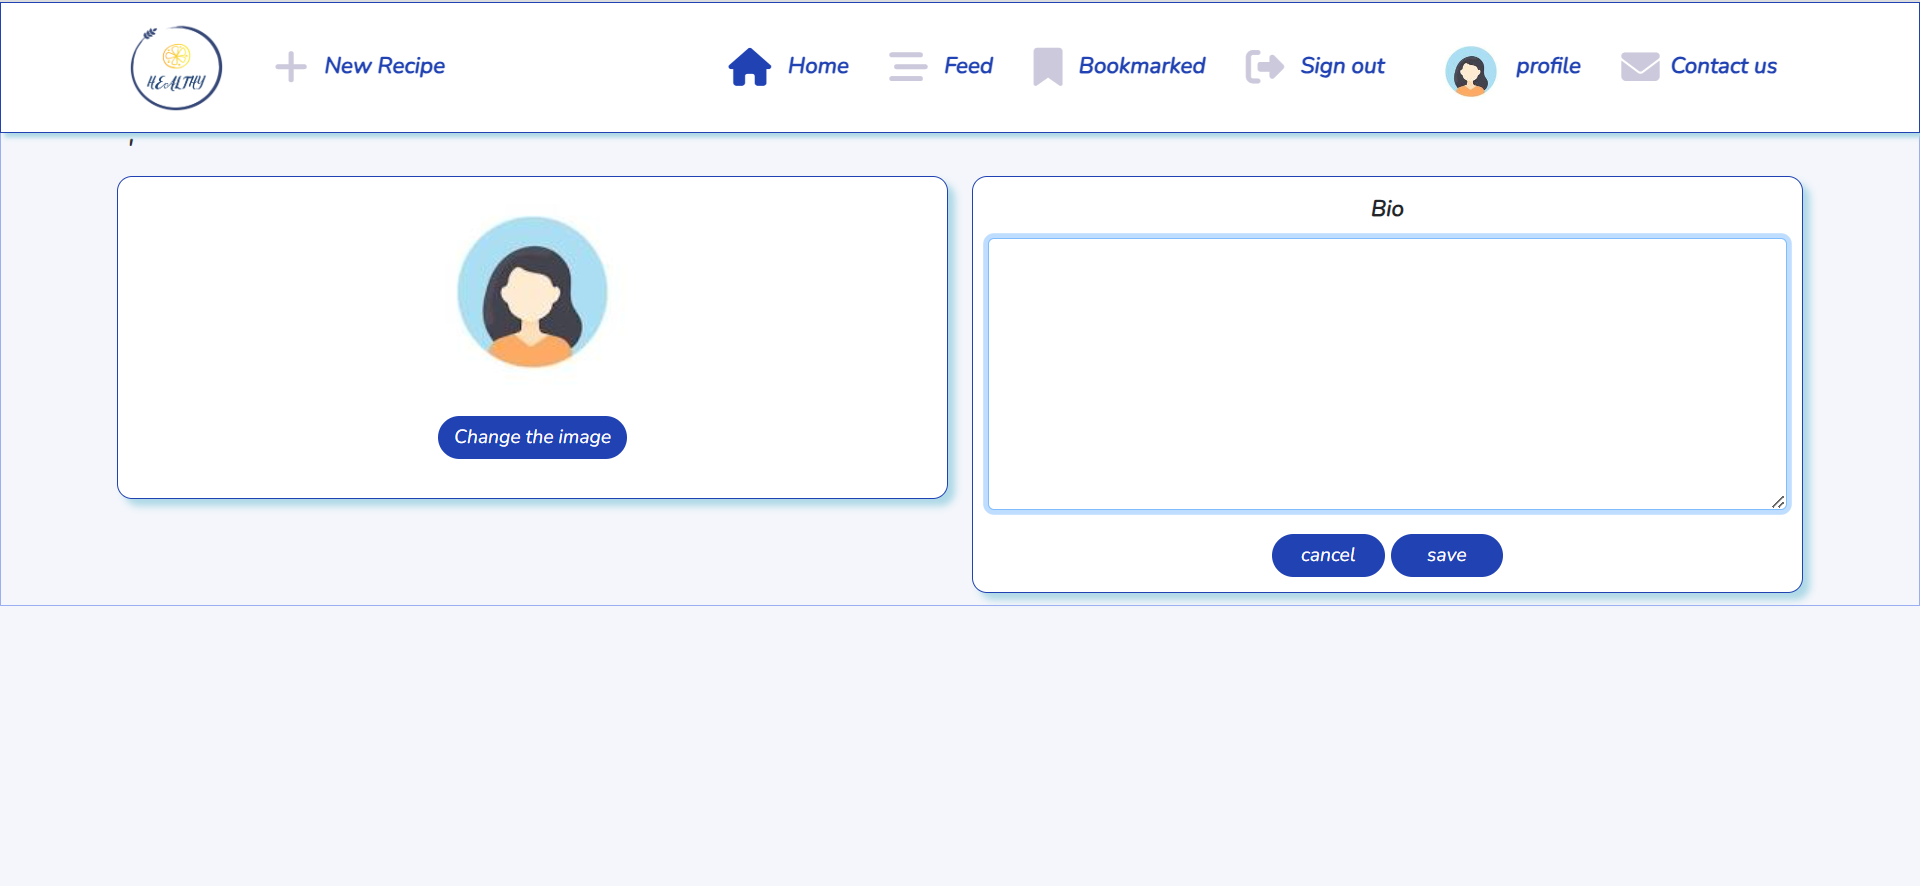 HEALTHY
New Recipe
Home
Feed
Bookmarked
Sign out
profile
Contact us
Bio
Change the image
cancel
save